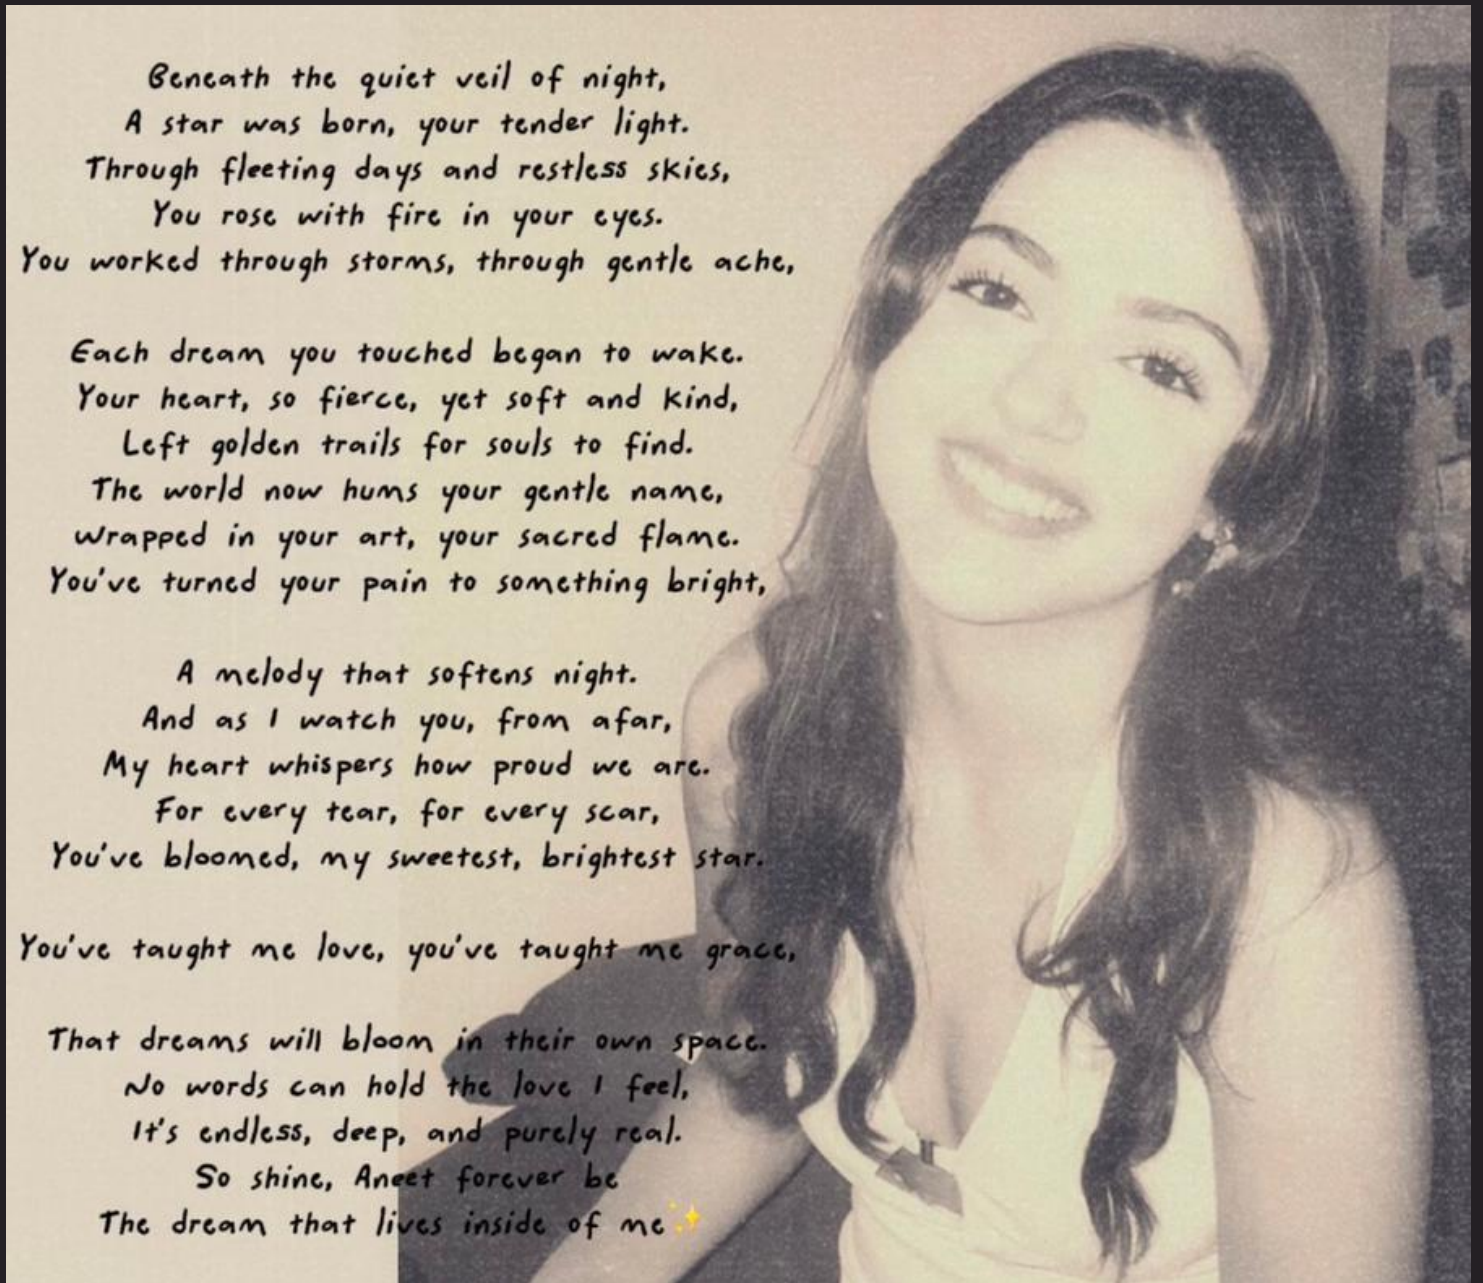 Beneath the quiet veil of night,
A star was born, your tender light.
Through fleeting days and restless skies,
You rose with fire in your eyes.
You worked through storms, through gentle ache,
Each dream you touched began to wake.
Your heart, so fierce, yet soft and kind,
Left golden trails for souls to find.
The world now hums your gentle name,
wrapped in your art, your sacred flame.
You've turned your pain to something bright,
A melody that softens night.
And as I watch you, from afar,
My heart whispers how proud we are.
For every tear, for every scar,
You've bloomed, my sweetest, brightest star.
You've taught me love, you've taught me grace,
That dreams will bloom in their own space.
No words can hold the love I feel,
It's endless, deep, and purely real.
So shine, Aneet forever be
The dream that lives inside of me✨